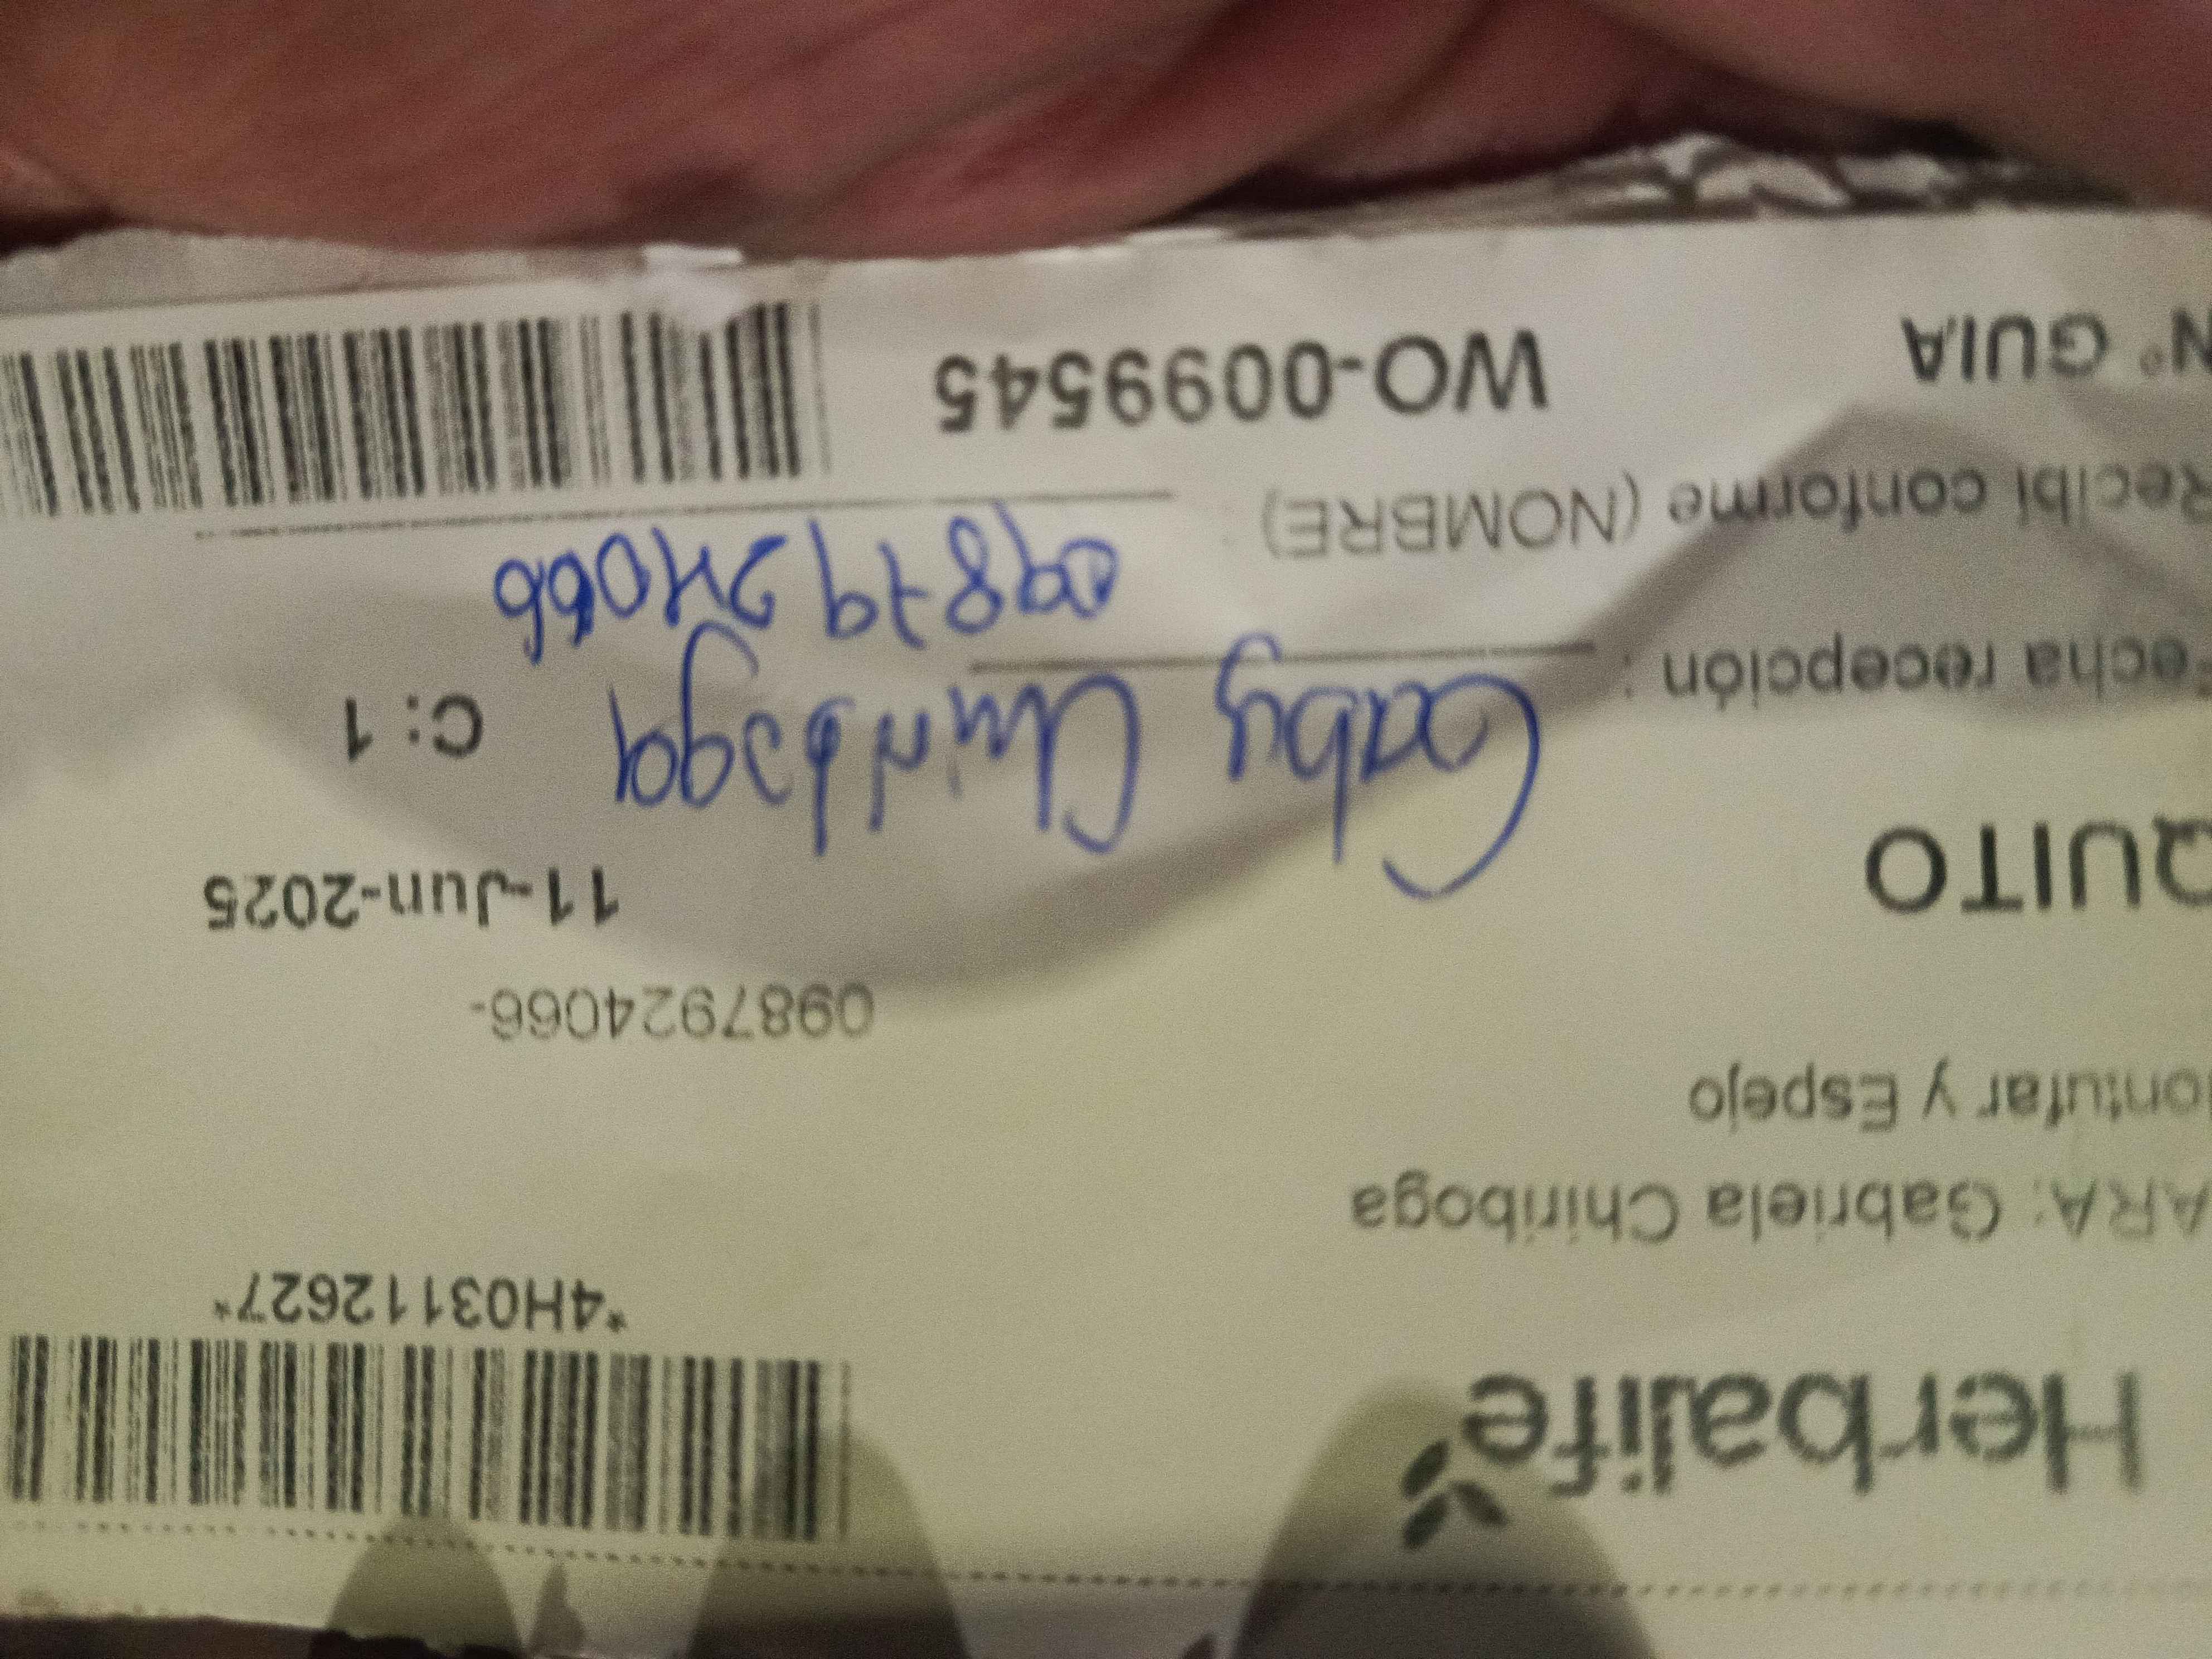 Herbalife
*4H03112627*
ARA: Gabriela Chiriboga
ontufar y Espejo
0987924066-
QUITO
11-Jun-2025
C: 1
echa recepción :
Gaby Chiriboga
0987924066
Recibi conforme (NOMBRE)
N° GUIA
WO-0099545